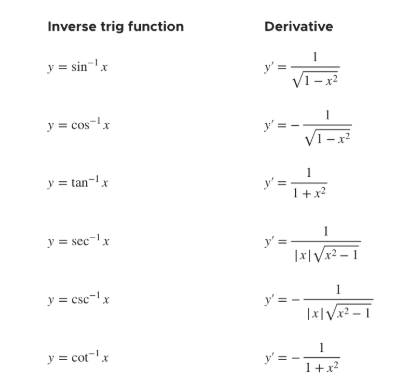 Inverse trig function Derivative
y = sin⁻¹ x y′ = 1/√(1 − x²)
y = cos⁻¹ x y′ = − 1/√(1 − x²)
y = tan⁻¹ x y′ = 1/(1 + x²)
y = sec⁻¹ x y′ = 1/(|x|√(x² − 1))
y = csc⁻¹ x y′ = − 1/(|x|√(x² − 1))
y = cot⁻¹ x y′ = − 1/(1 + x²)